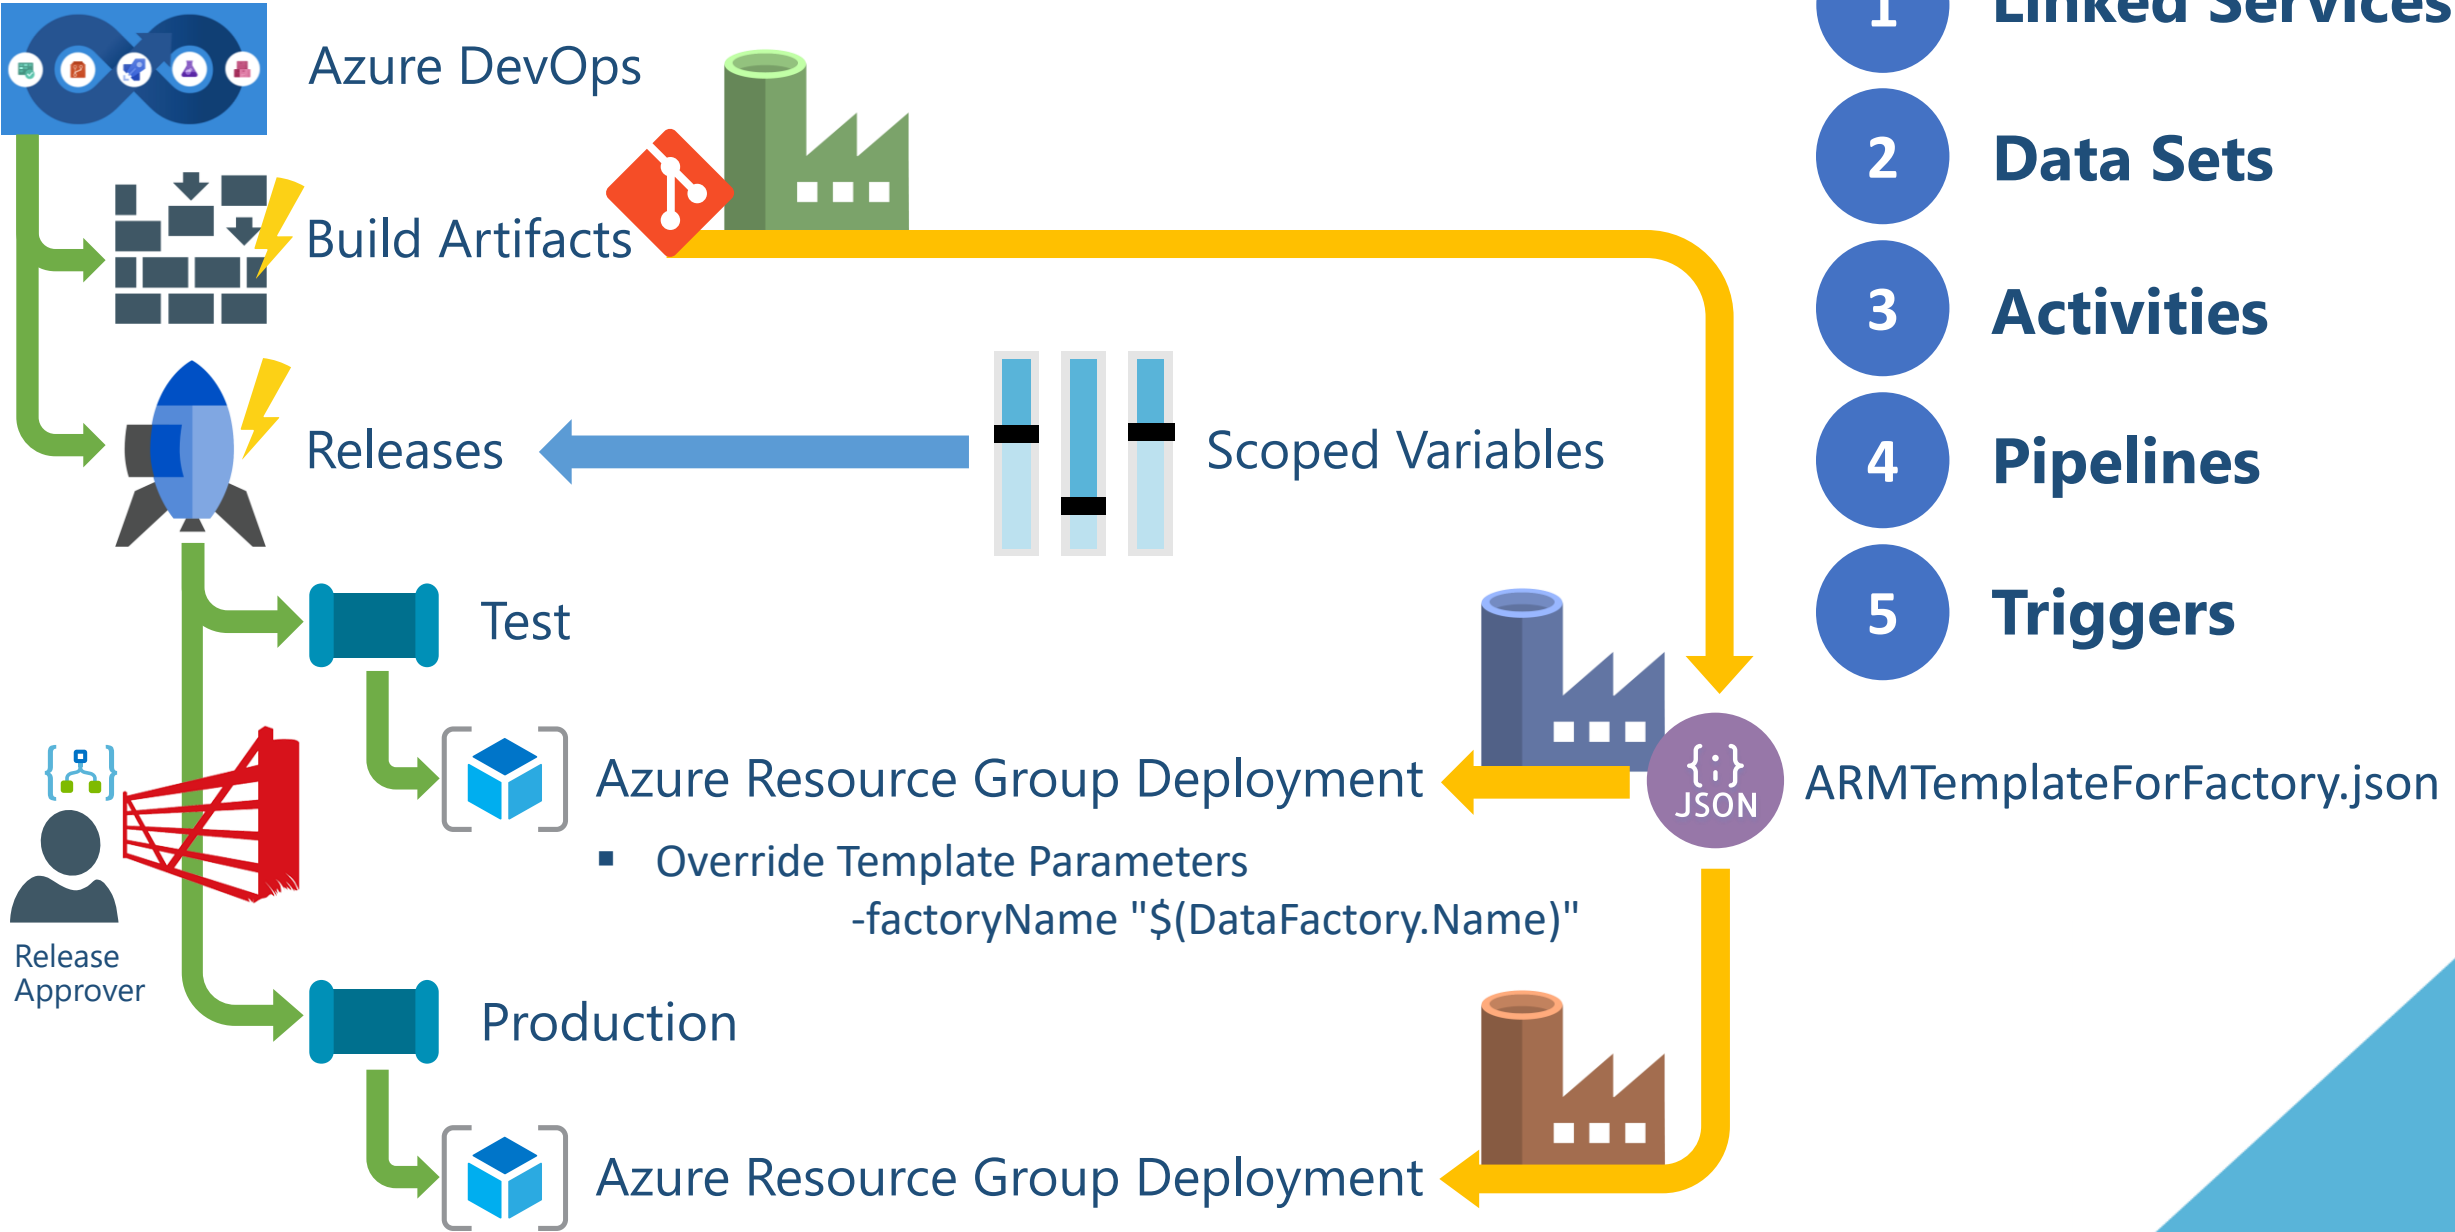 Azure DevOps
Build Artifacts
Releases
Scoped Variables
Test
Azure Resource Group Deployment
▪ Override Template Parameters
-factoryName "$(DataFactory.Name)"
Release
Approver
Production
Azure Resource Group Deployment
{;}
JSON
ARMTemplateForFactory.json
1 Linked Services
2 Data Sets
3 Activities
4 Pipelines
5 Triggers